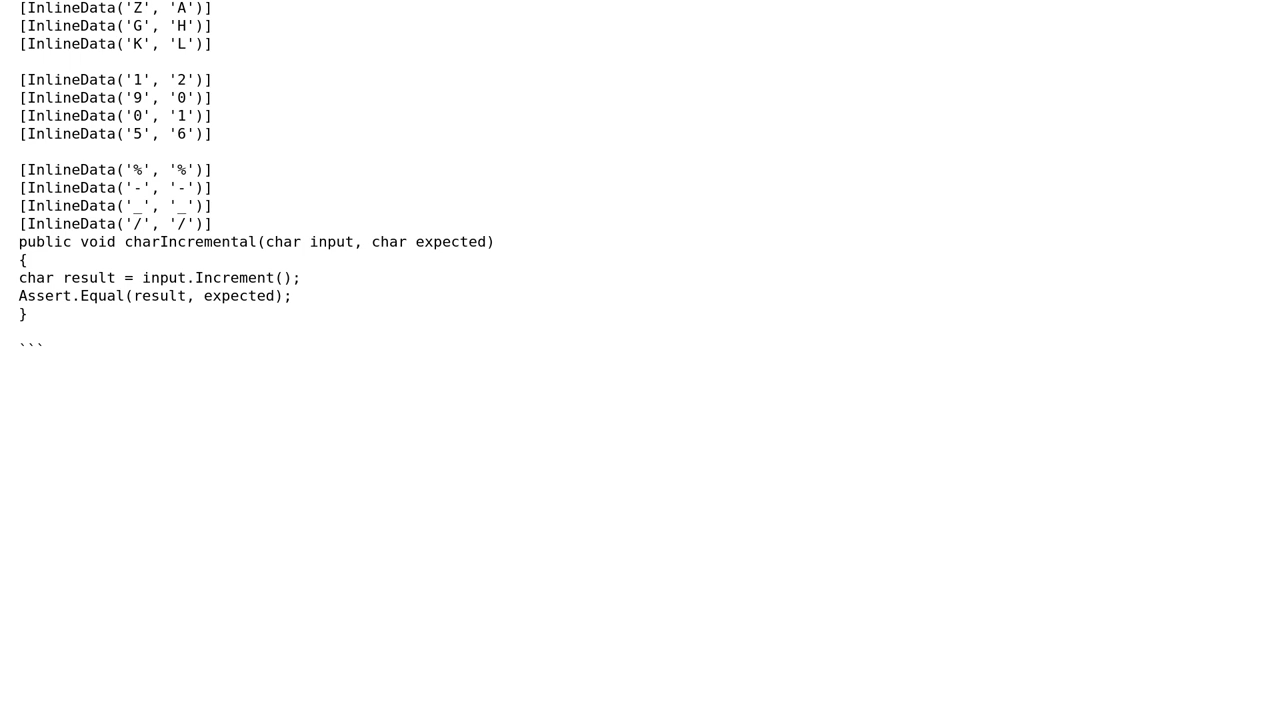 [InlineData('Z', 'A')]
[InlineData('G', 'H')]
[InlineData('K', 'L')]

[InlineData('1', '2')]
[InlineData('9', '0')]
[InlineData('0', '1')]
[InlineData('5', '6')]

[InlineData('%', '%')]
[InlineData('-', '-')]
[InlineData('_', '_')]
[InlineData('/', '/')]
public void charIncremental(char input, char expected)
{
char result = input.Increment();
Assert.Equal(result, expected);
}

```